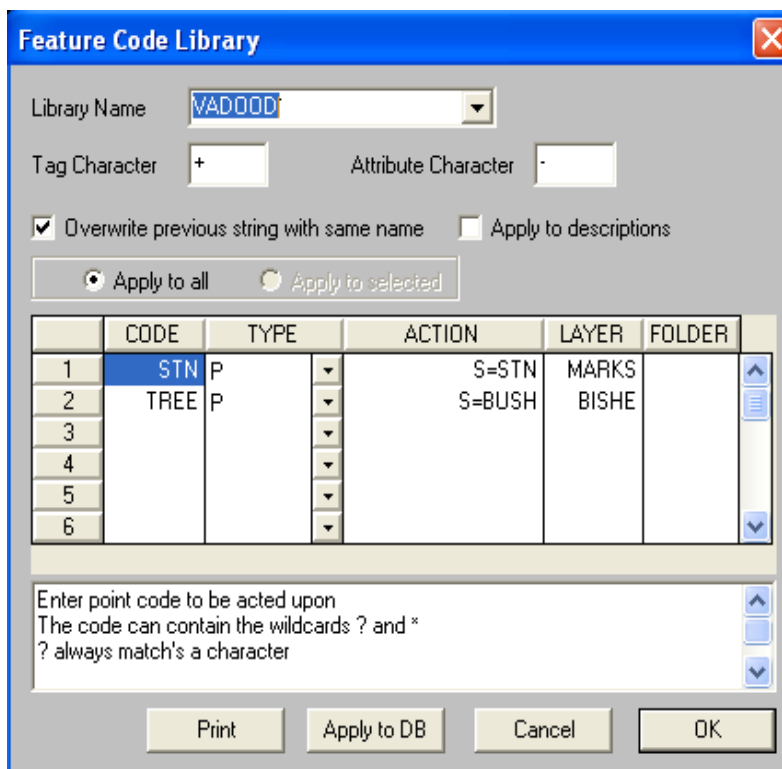 Feature Code Library
Library Name VADOOD
Tag Character + Attribute Character -
Overwrite previous string with same name Apply to descriptions
Apply to all Apply to selected
CODE TYPE ACTION LAYER FOLDER
1 STN P S=STN MARKS
2 TREE P S=BUSH BISHE
3
4
5
6
Enter point code to be acted upon
The code can contain the wildcards ? and *
? always match's a character
Print Apply to DB Cancel OK